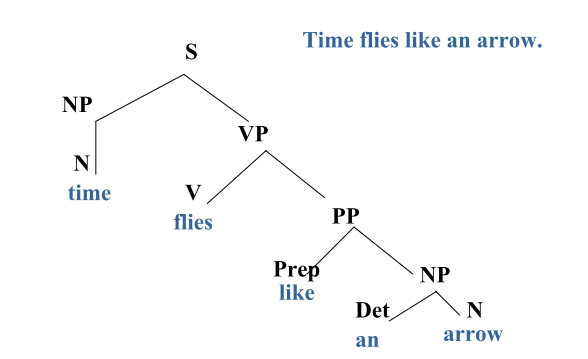 Time flies like an arrow.
S
NP
VP
N
time
V
flies
PP
Prep
like
NP
Det
an
N
arrow